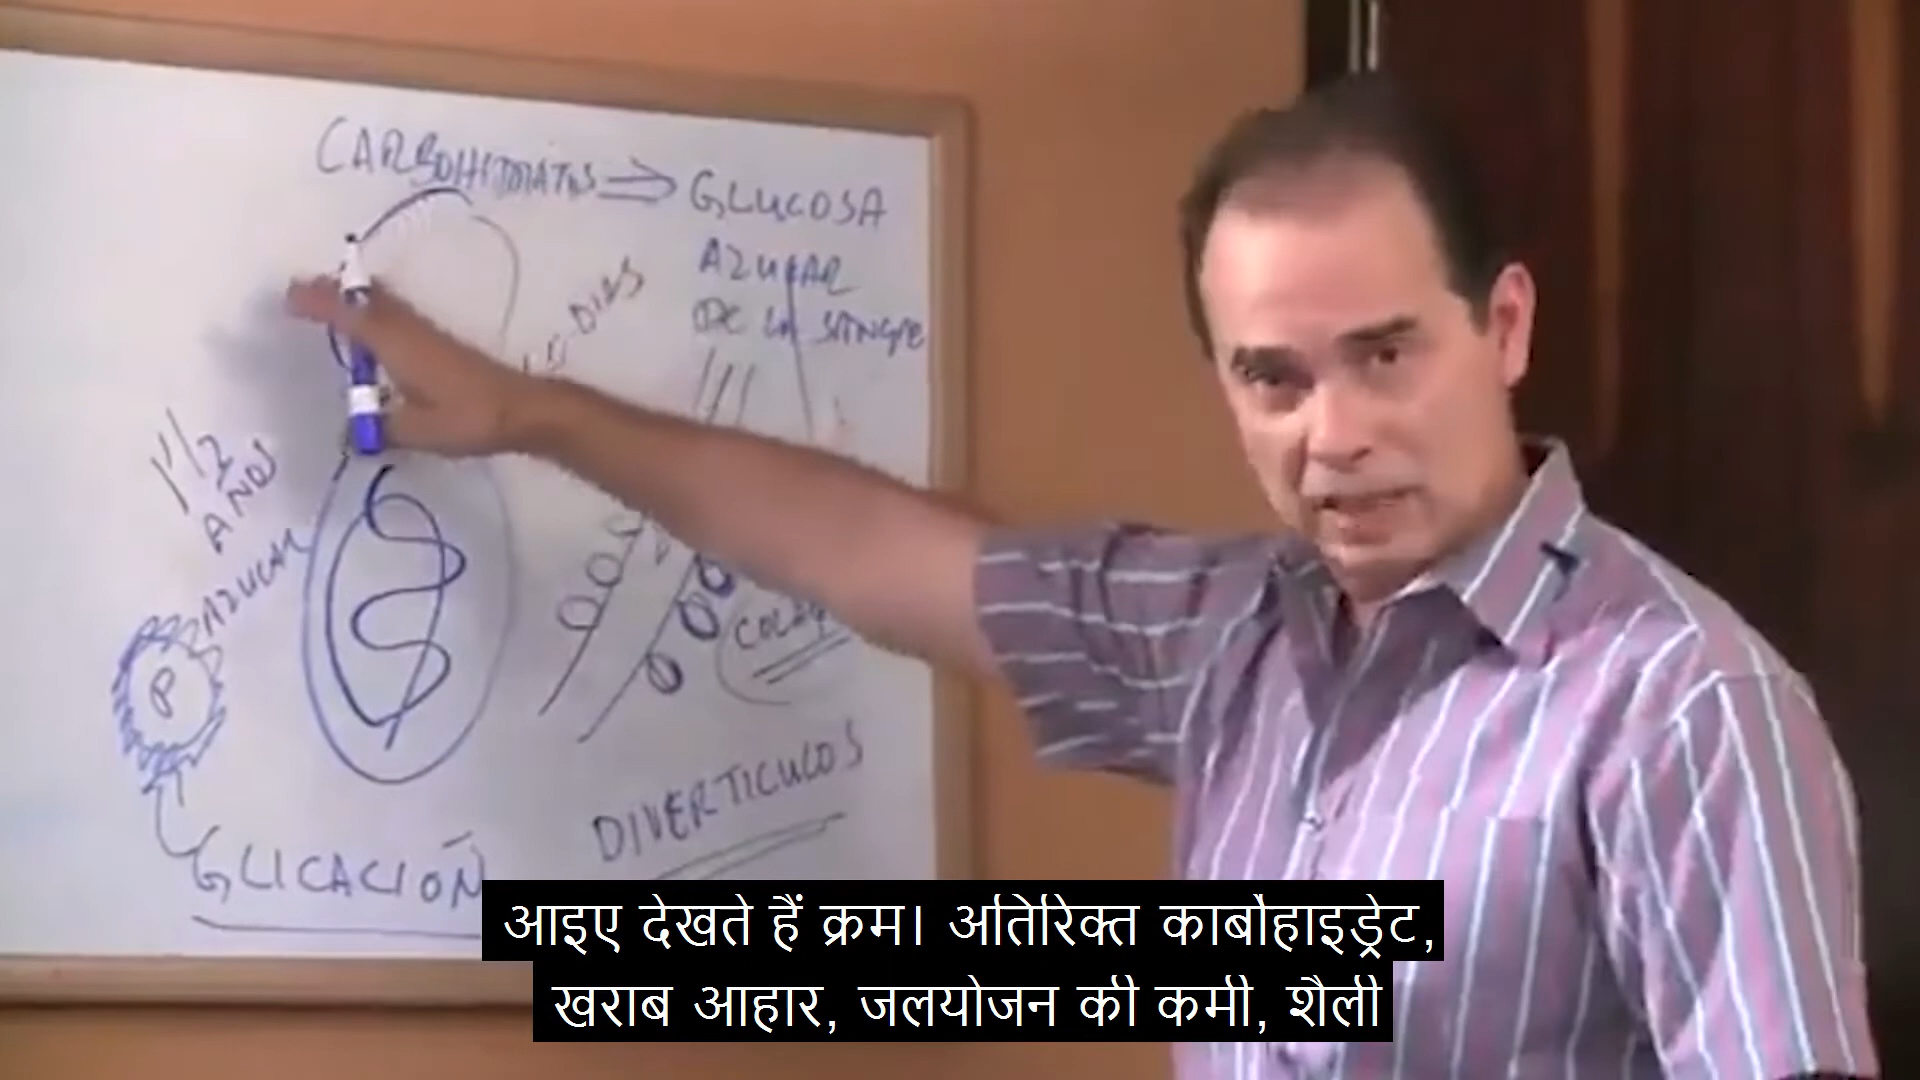 CARBOHIDRATOS ⇒ GLUCOSA
AZUCAR
DE LA SANGRE
DIAS
1 1/2
AÑOS
AZUCAR
P
GLICACIÓN
DIVERTICULOS
आइए देखते हैं क्रम। अतिरिक्त कार्बोहाइड्रेट,
खराब आहार, जलयोजन की कमी, शैली